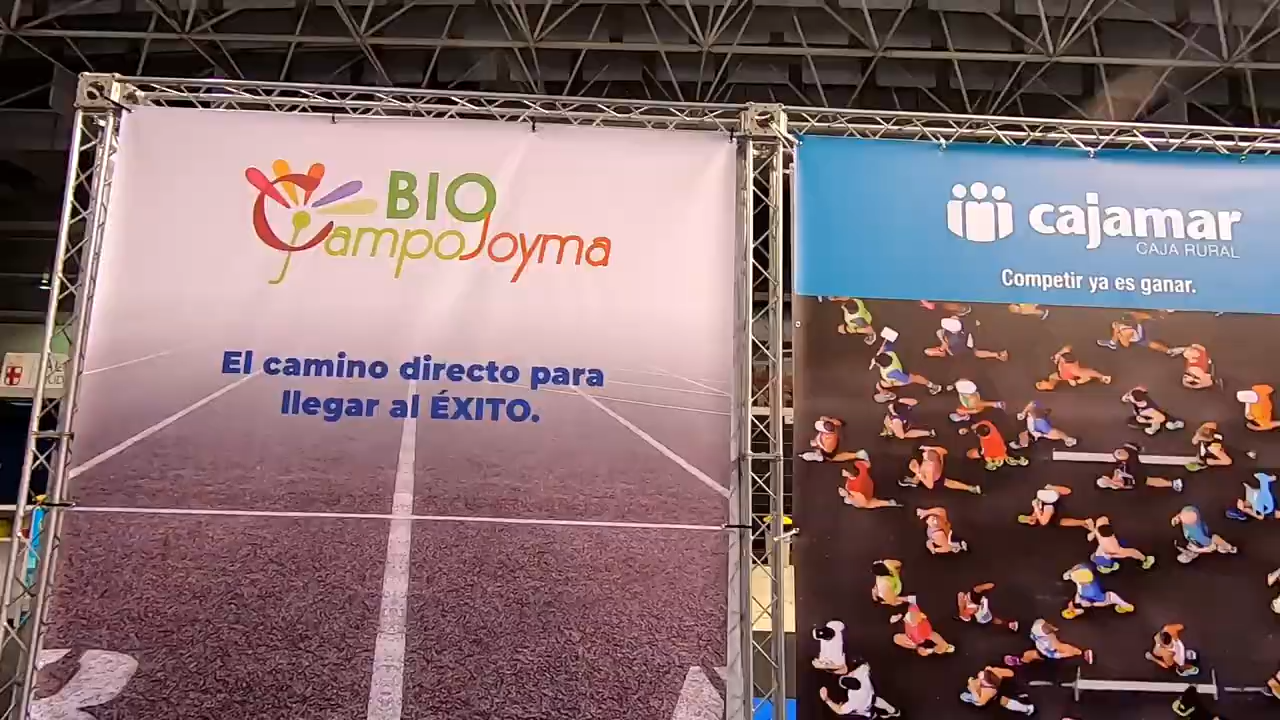 BIO
CampoJoyma
El camino directo para
llegar al ÉXITO.
cajamar
CAJA RURAL
Competir ya es ganar.